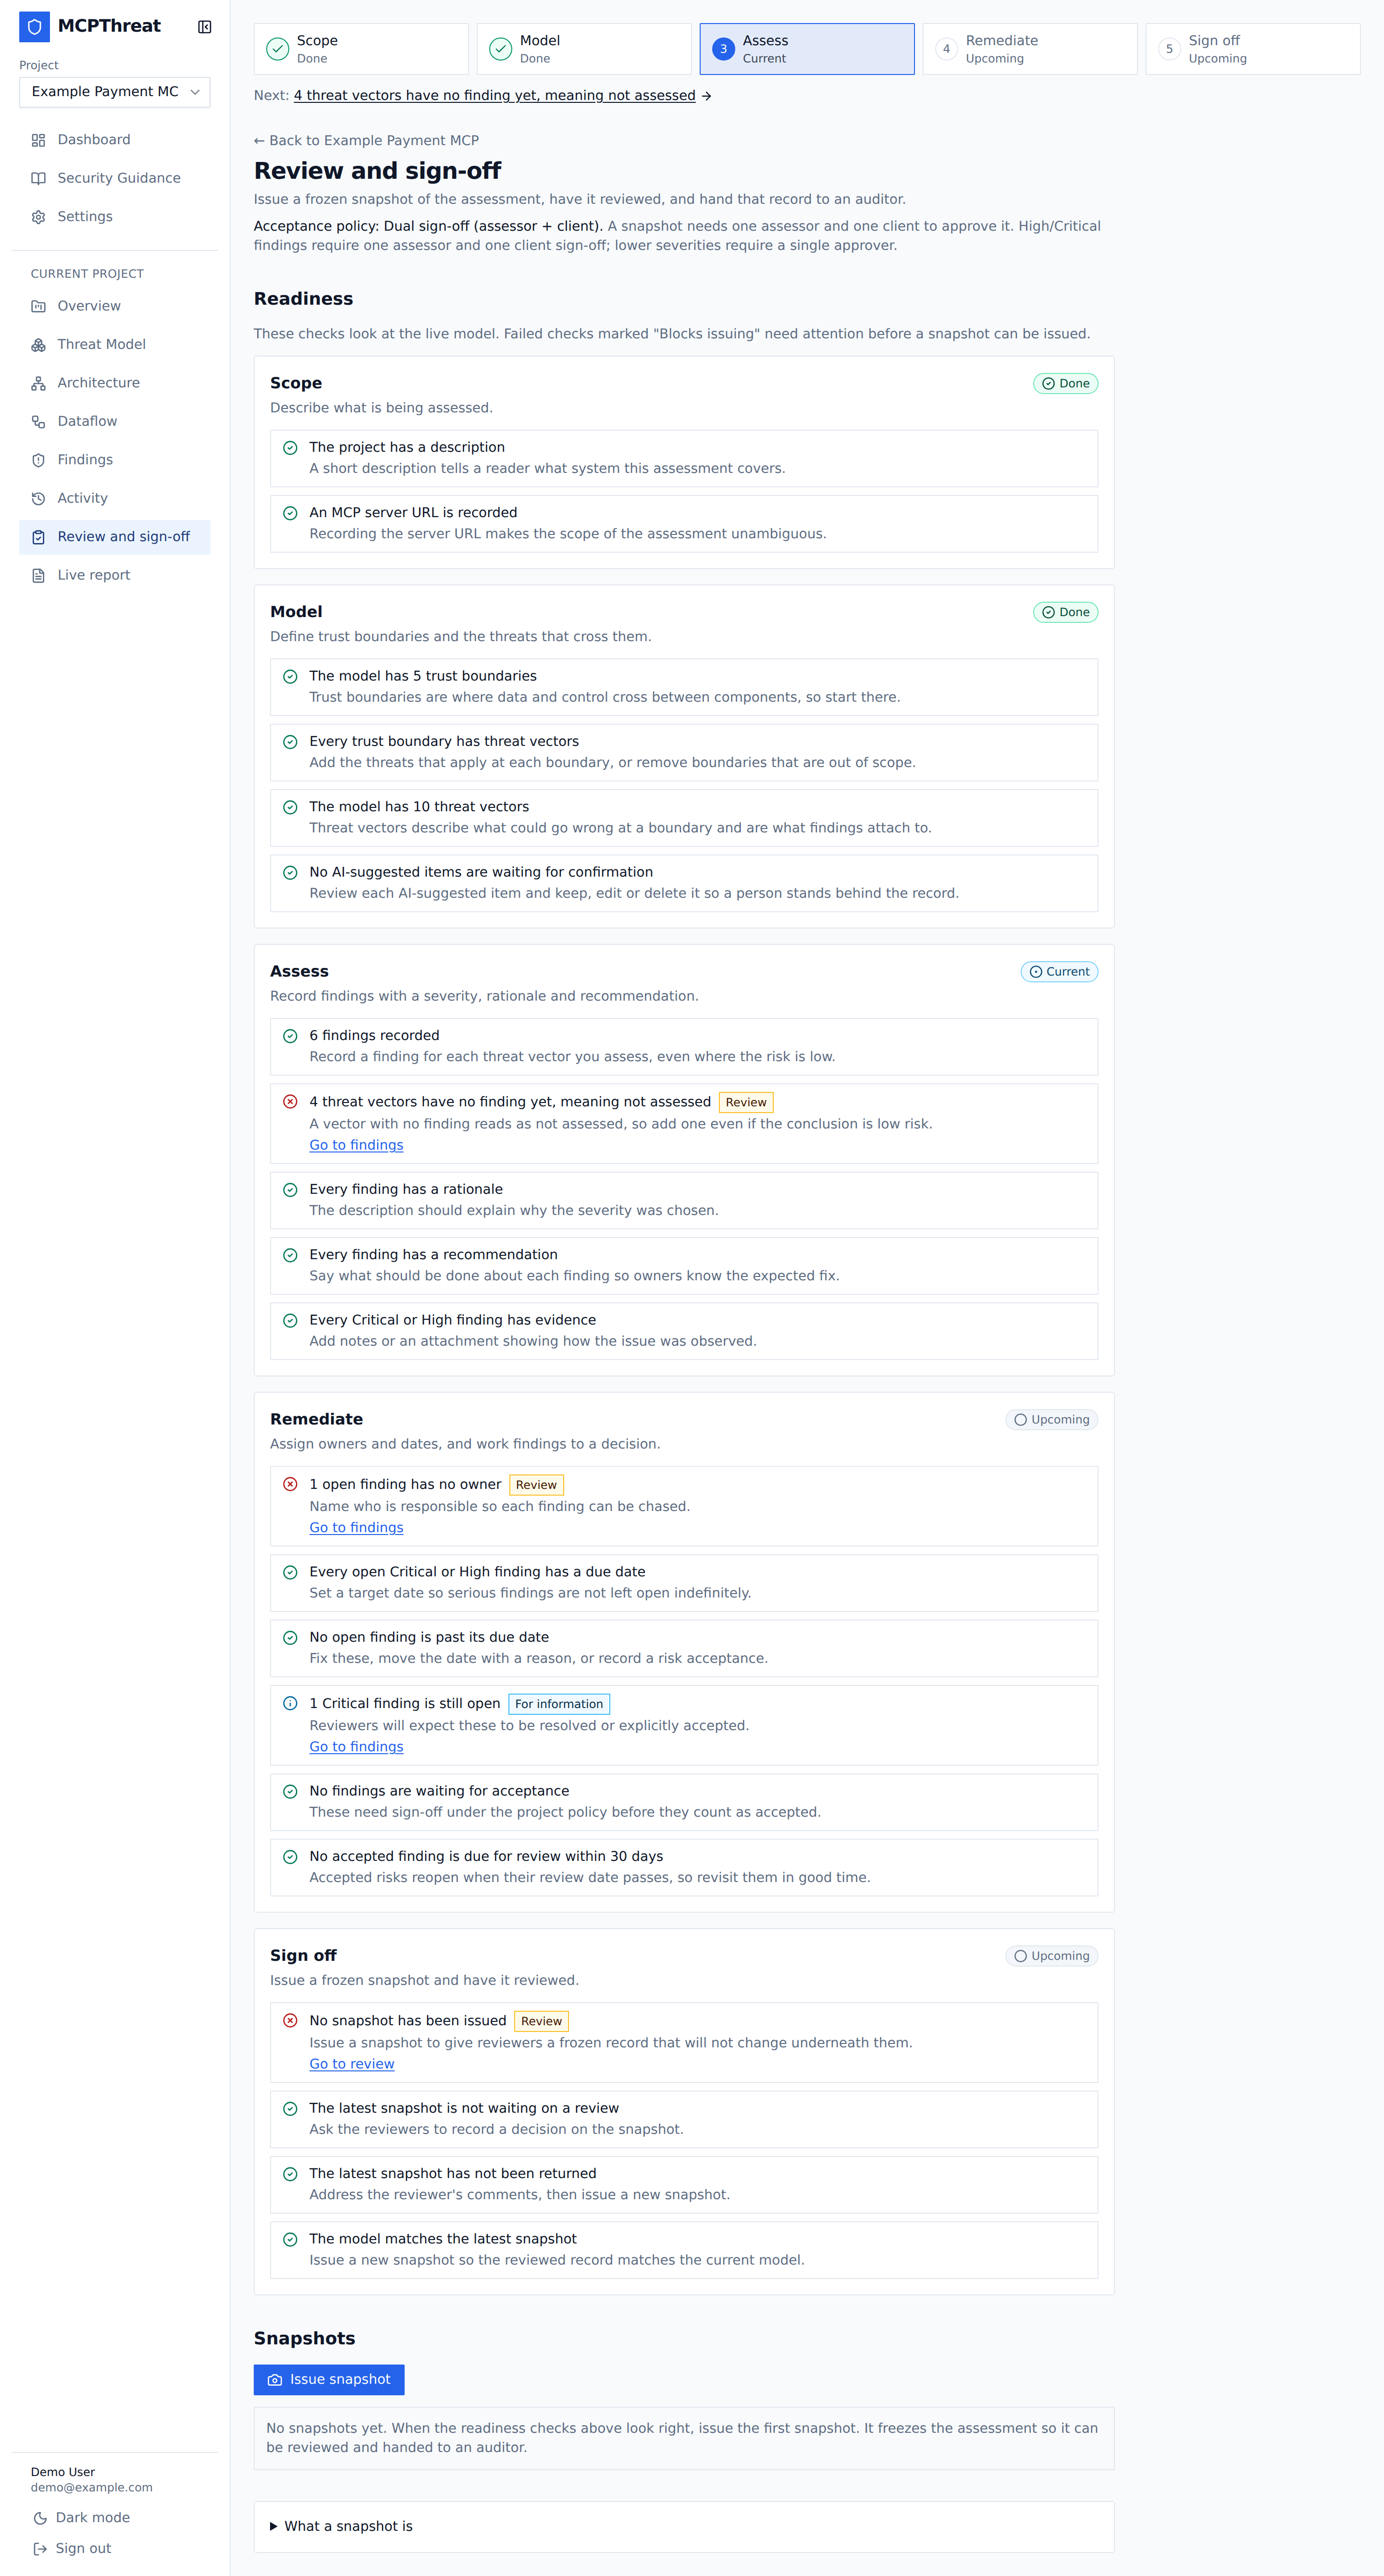 MCPThreat
Project
Example Payment MC
Dashboard
Security Guidance
Settings
CURRENT PROJECT
Overview
Threat Model
Architecture
Dataflow
Findings
Activity
Review and sign-off
Live report
Demo User
demo@example.com
Dark mode
Sign out
Scope
Done
Model
Done
3
Assess
Current
4
Remediate
Upcoming
5
Sign off
Upcoming
Next: 4 threat vectors have no finding yet, meaning not assessed →
← Back to Example Payment MCP
Review and sign-off
Issue a frozen snapshot of the assessment, have it reviewed, and hand that record to an auditor.
Acceptance policy: Dual sign-off (assessor + client). A snapshot needs one assessor and one client to approve it. High/Critical
findings require one assessor and one client sign-off; lower severities require a single approver.
Readiness
These checks look at the live model. Failed checks marked "Blocks issuing" need attention before a snapshot can be issued.
Scope
Done
Describe what is being assessed.
The project has a description
A short description tells a reader what system this assessment covers.
An MCP server URL is recorded
Recording the server URL makes the scope of the assessment unambiguous.
Model
Done
Define trust boundaries and the threats that cross them.
The model has 5 trust boundaries
Trust boundaries are where data and control cross between components, so start there.
Every trust boundary has threat vectors
Add the threats that apply at each boundary, or remove boundaries that are out of scope.
The model has 10 threat vectors
Threat vectors describe what could go wrong at a boundary and are what findings attach to.
No AI-suggested items are waiting for confirmation
Review each AI-suggested item and keep, edit or delete it so a person stands behind the record.
Assess
Current
Record findings with a severity, rationale and recommendation.
6 findings recorded
Record a finding for each threat vector you assess, even where the risk is low.
4 threat vectors have no finding yet, meaning not assessed Review
A vector with no finding reads as not assessed, so add one even if the conclusion is low risk.
Go to findings
Every finding has a rationale
The description should explain why the severity was chosen.
Every finding has a recommendation
Say what should be done about each finding so owners know the expected fix.
Every Critical or High finding has evidence
Add notes or an attachment showing how the issue was observed.
Remediate
Upcoming
Assign owners and dates, and work findings to a decision.
1 open finding has no owner Review
Name who is responsible so each finding can be chased.
Go to findings
Every open Critical or High finding has a due date
Set a target date so serious findings are not left open indefinitely.
No open finding is past its due date
Fix these, move the date with a reason, or record a risk acceptance.
1 Critical finding is still open For information
Reviewers will expect these to be resolved or explicitly accepted.
Go to findings
No findings are waiting for acceptance
These need sign-off under the project policy before they count as accepted.
No accepted finding is due for review within 30 days
Accepted risks reopen when their review date passes, so revisit them in good time.
Sign off
Upcoming
Issue a frozen snapshot and have it reviewed.
No snapshot has been issued Review
Issue a snapshot to give reviewers a frozen record that will not change underneath them.
Go to review
The latest snapshot is not waiting on a review
Ask the reviewers to record a decision on the snapshot.
The latest snapshot has not been returned
Address the reviewer's comments, then issue a new snapshot.
The model matches the latest snapshot
Issue a new snapshot so the reviewed record matches the current model.
Snapshots
Issue snapshot
No snapshots yet. When the readiness checks above look right, issue the first snapshot. It freezes the assessment so it can
be reviewed and handed to an auditor.
What a snapshot is